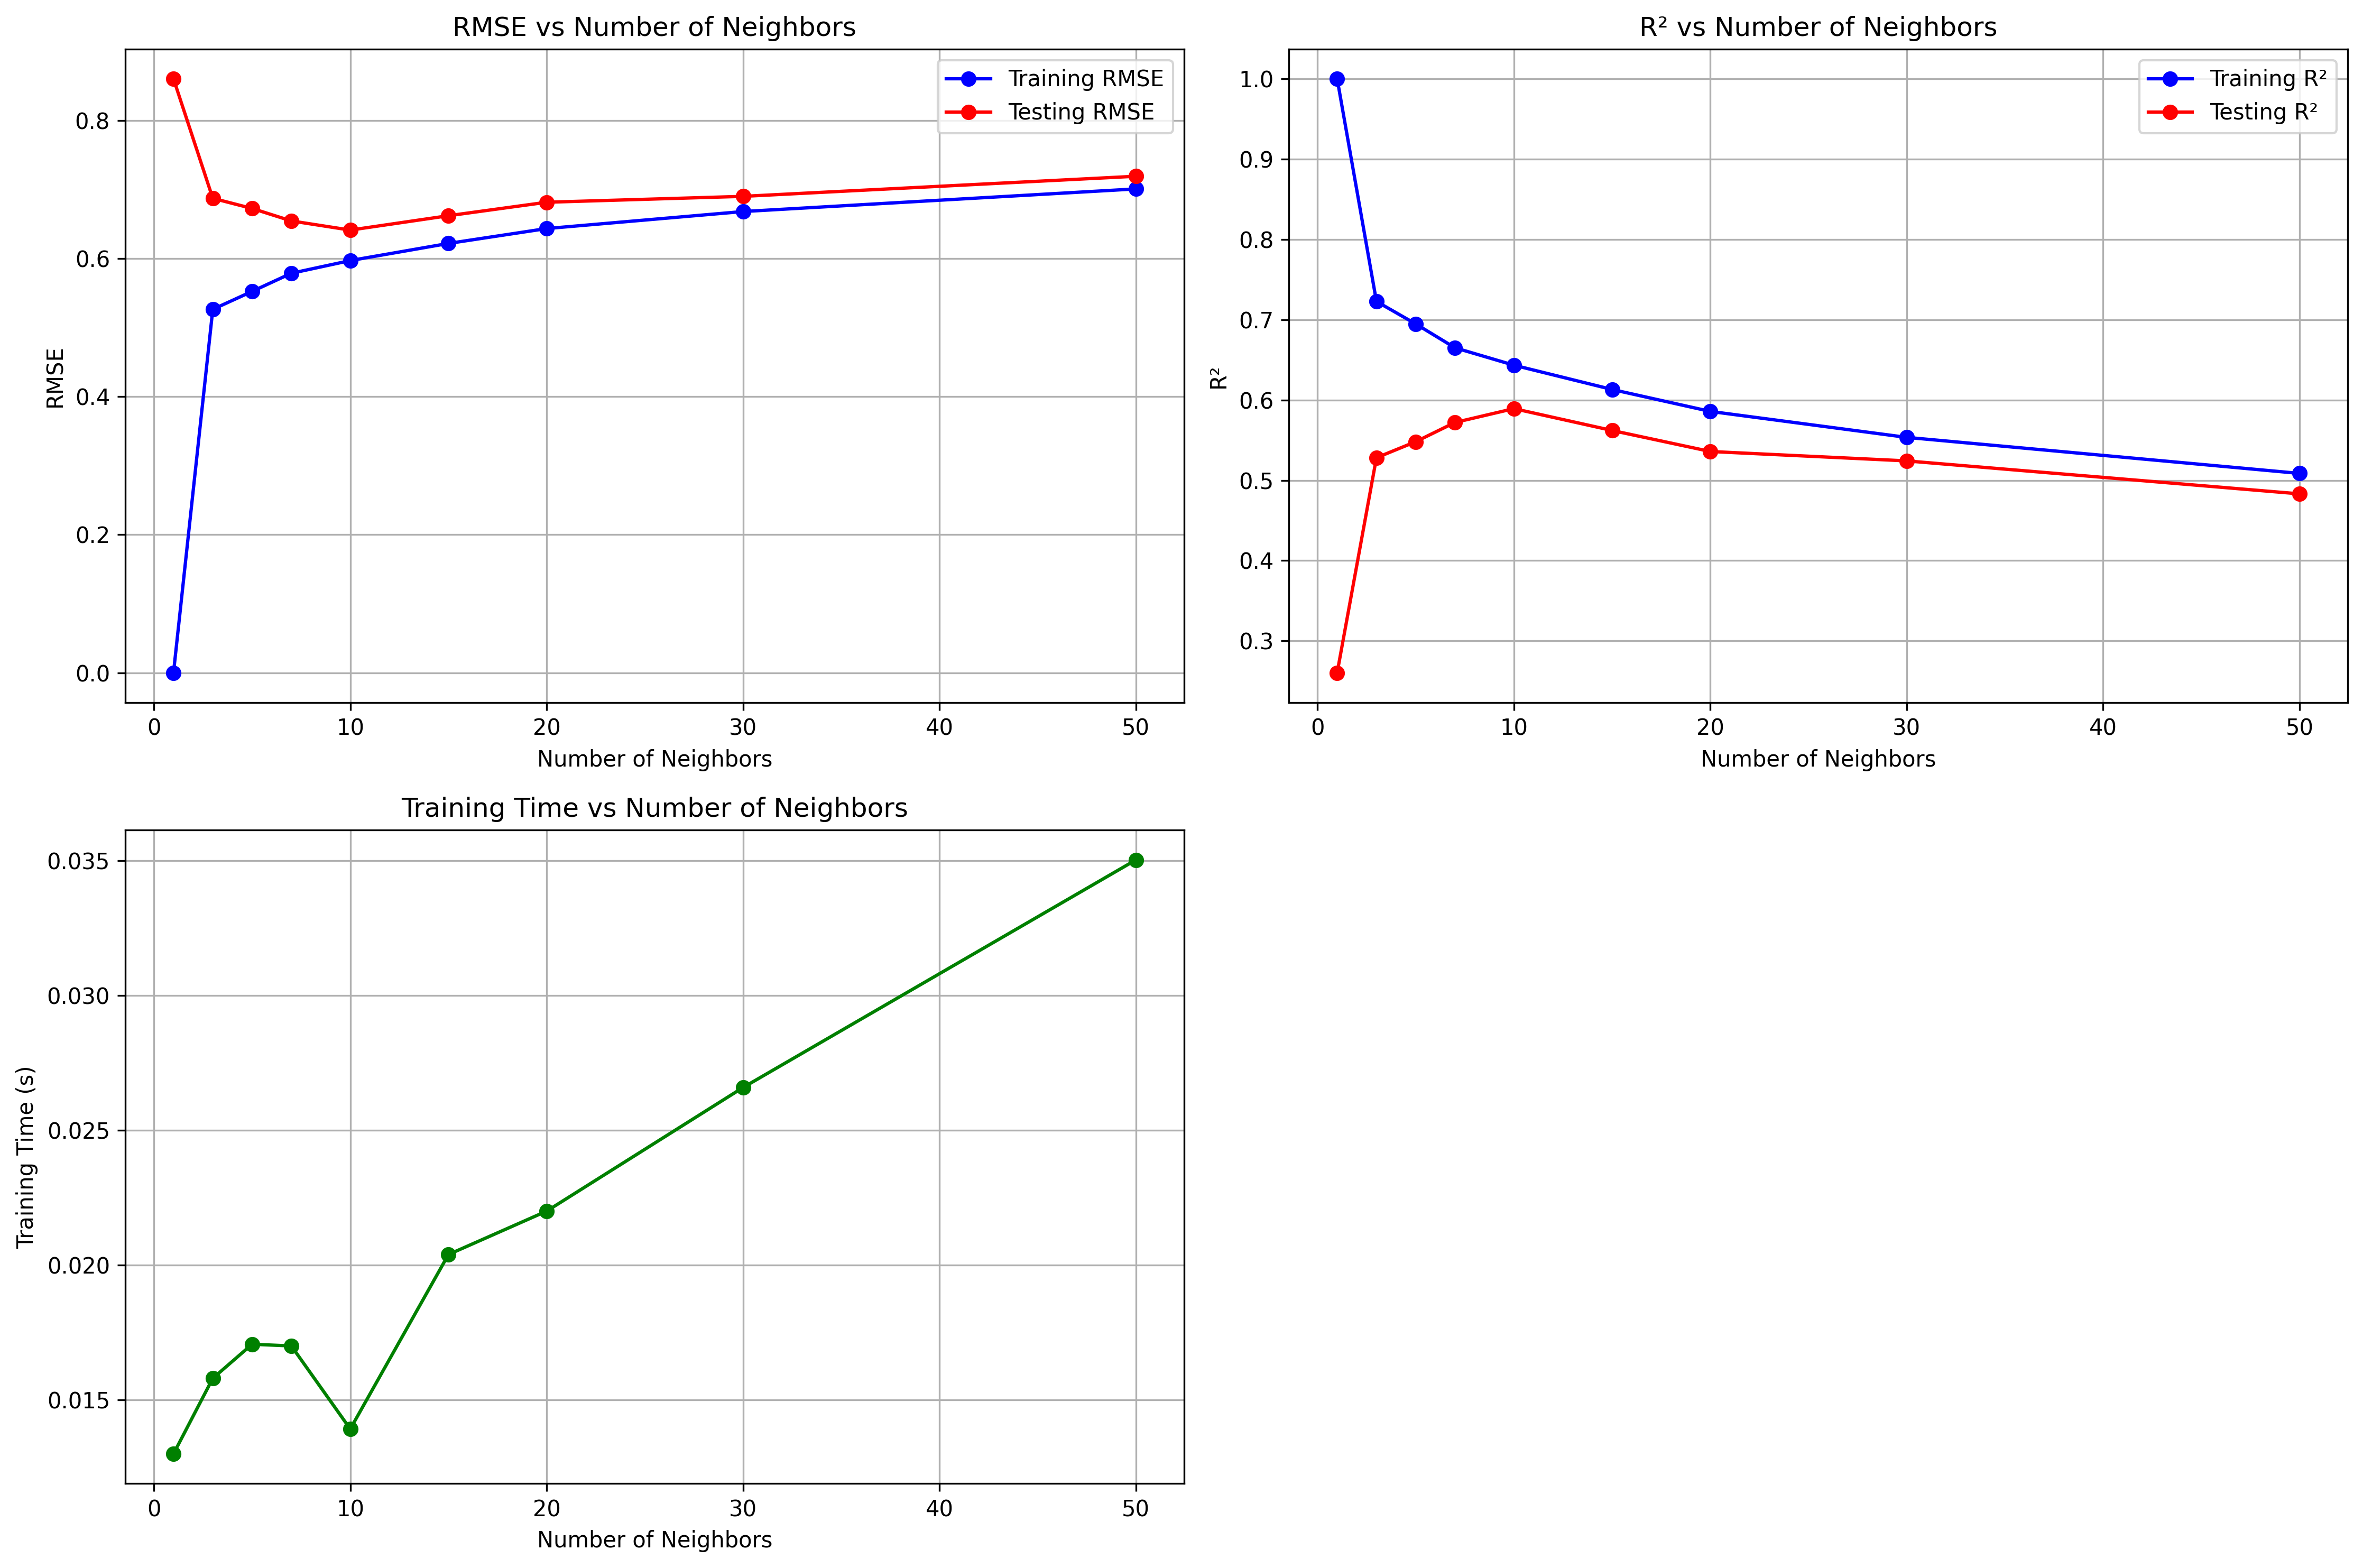 RMSE vs Number of Neighbors
Training RMSE
Testing RMSE
RMSE
0.8
0.6
0.4
0.2
0.0
0 10 20 30 40 50
Number of Neighbors
R² vs Number of Neighbors
Training R²
Testing R²
R²
1.0
0.9
0.8
0.7
0.6
0.5
0.4
0.3
0 10 20 30 40 50
Number of Neighbors
Training Time vs Number of Neighbors
Training Time (s)
0.035
0.030
0.025
0.020
0.015
0 10 20 30 40 50
Number of Neighbors